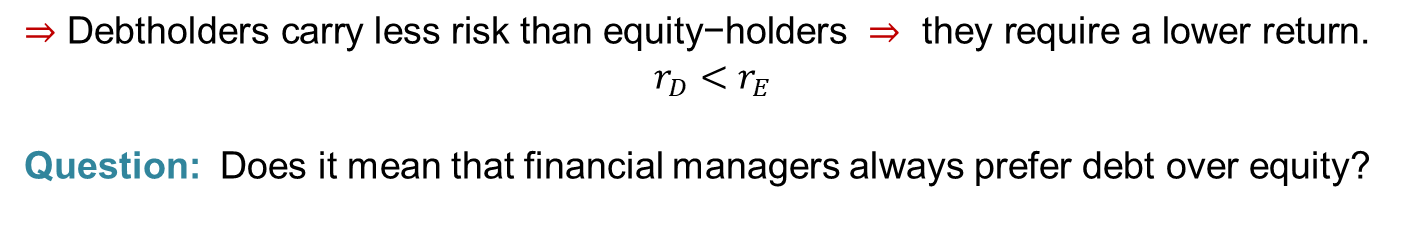 ⇒ Debtholders carry less risk than equity−holders ⇒ they require a lower return.
r_D < r_E
Question: Does it mean that financial managers always prefer debt over equity?